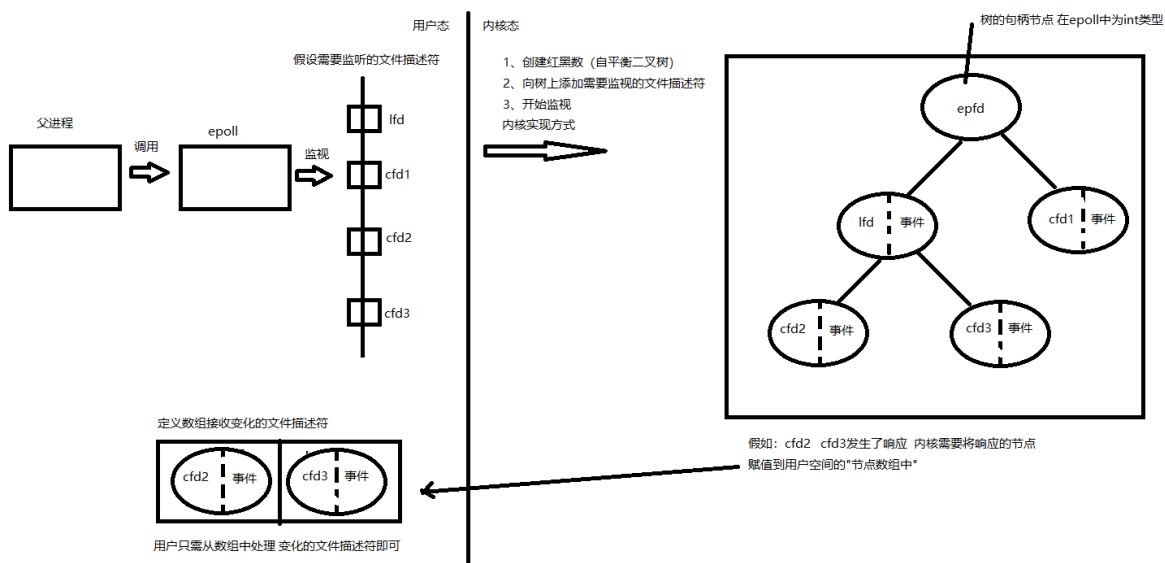 用户态
内核态
树的句柄节点 在epoll中为int类型
假设需要监听的文件描述符
1、创建红黑数（自平衡二叉树）
2、向树上添加需要监视的文件描述符
3、开始监视
内核实现方式
父进程
调用
epoll
监视
lfd
cfd1
cfd2
cfd3
epfd
lfd 事件
cfd1 事件
cfd2 事件
cfd3 事件
定义数组接收变化的文件描述符
cfd2 事件
cfd3 事件
用户只需从数组中处理 变化的文件描述符即可
假如：cfd2 cfd3发生了响应 内核需要将响应的节点
赋值到用户空间的"节点数组中"